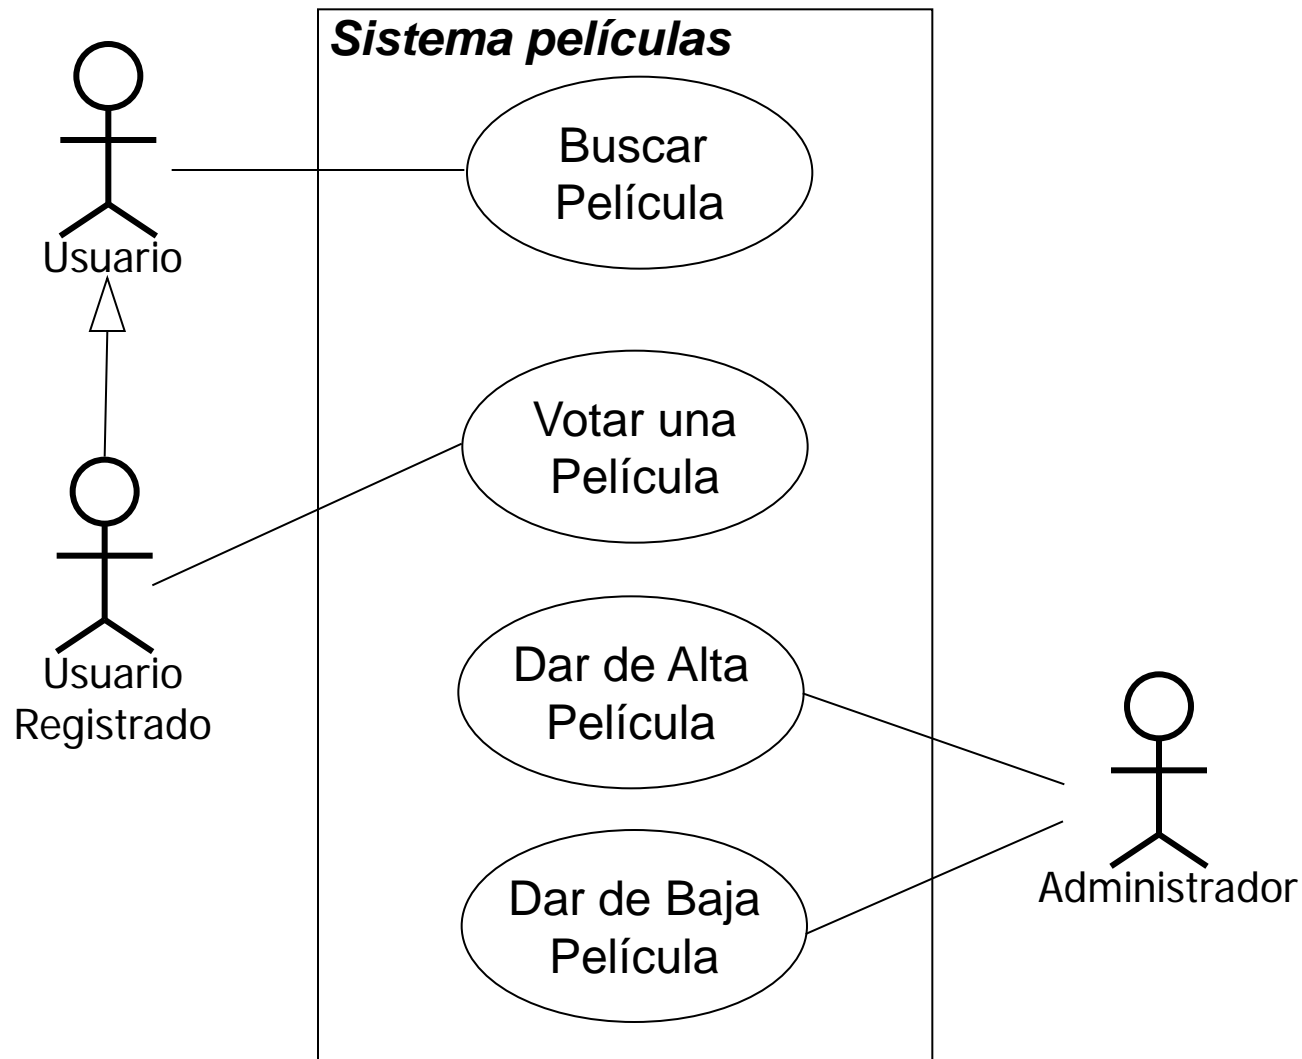 Sistema películas
Buscar
Película
Usuario
Votar una
Película
Usuario
Registrado
Dar de Alta
Película
Dar de Baja
Película
Administrador